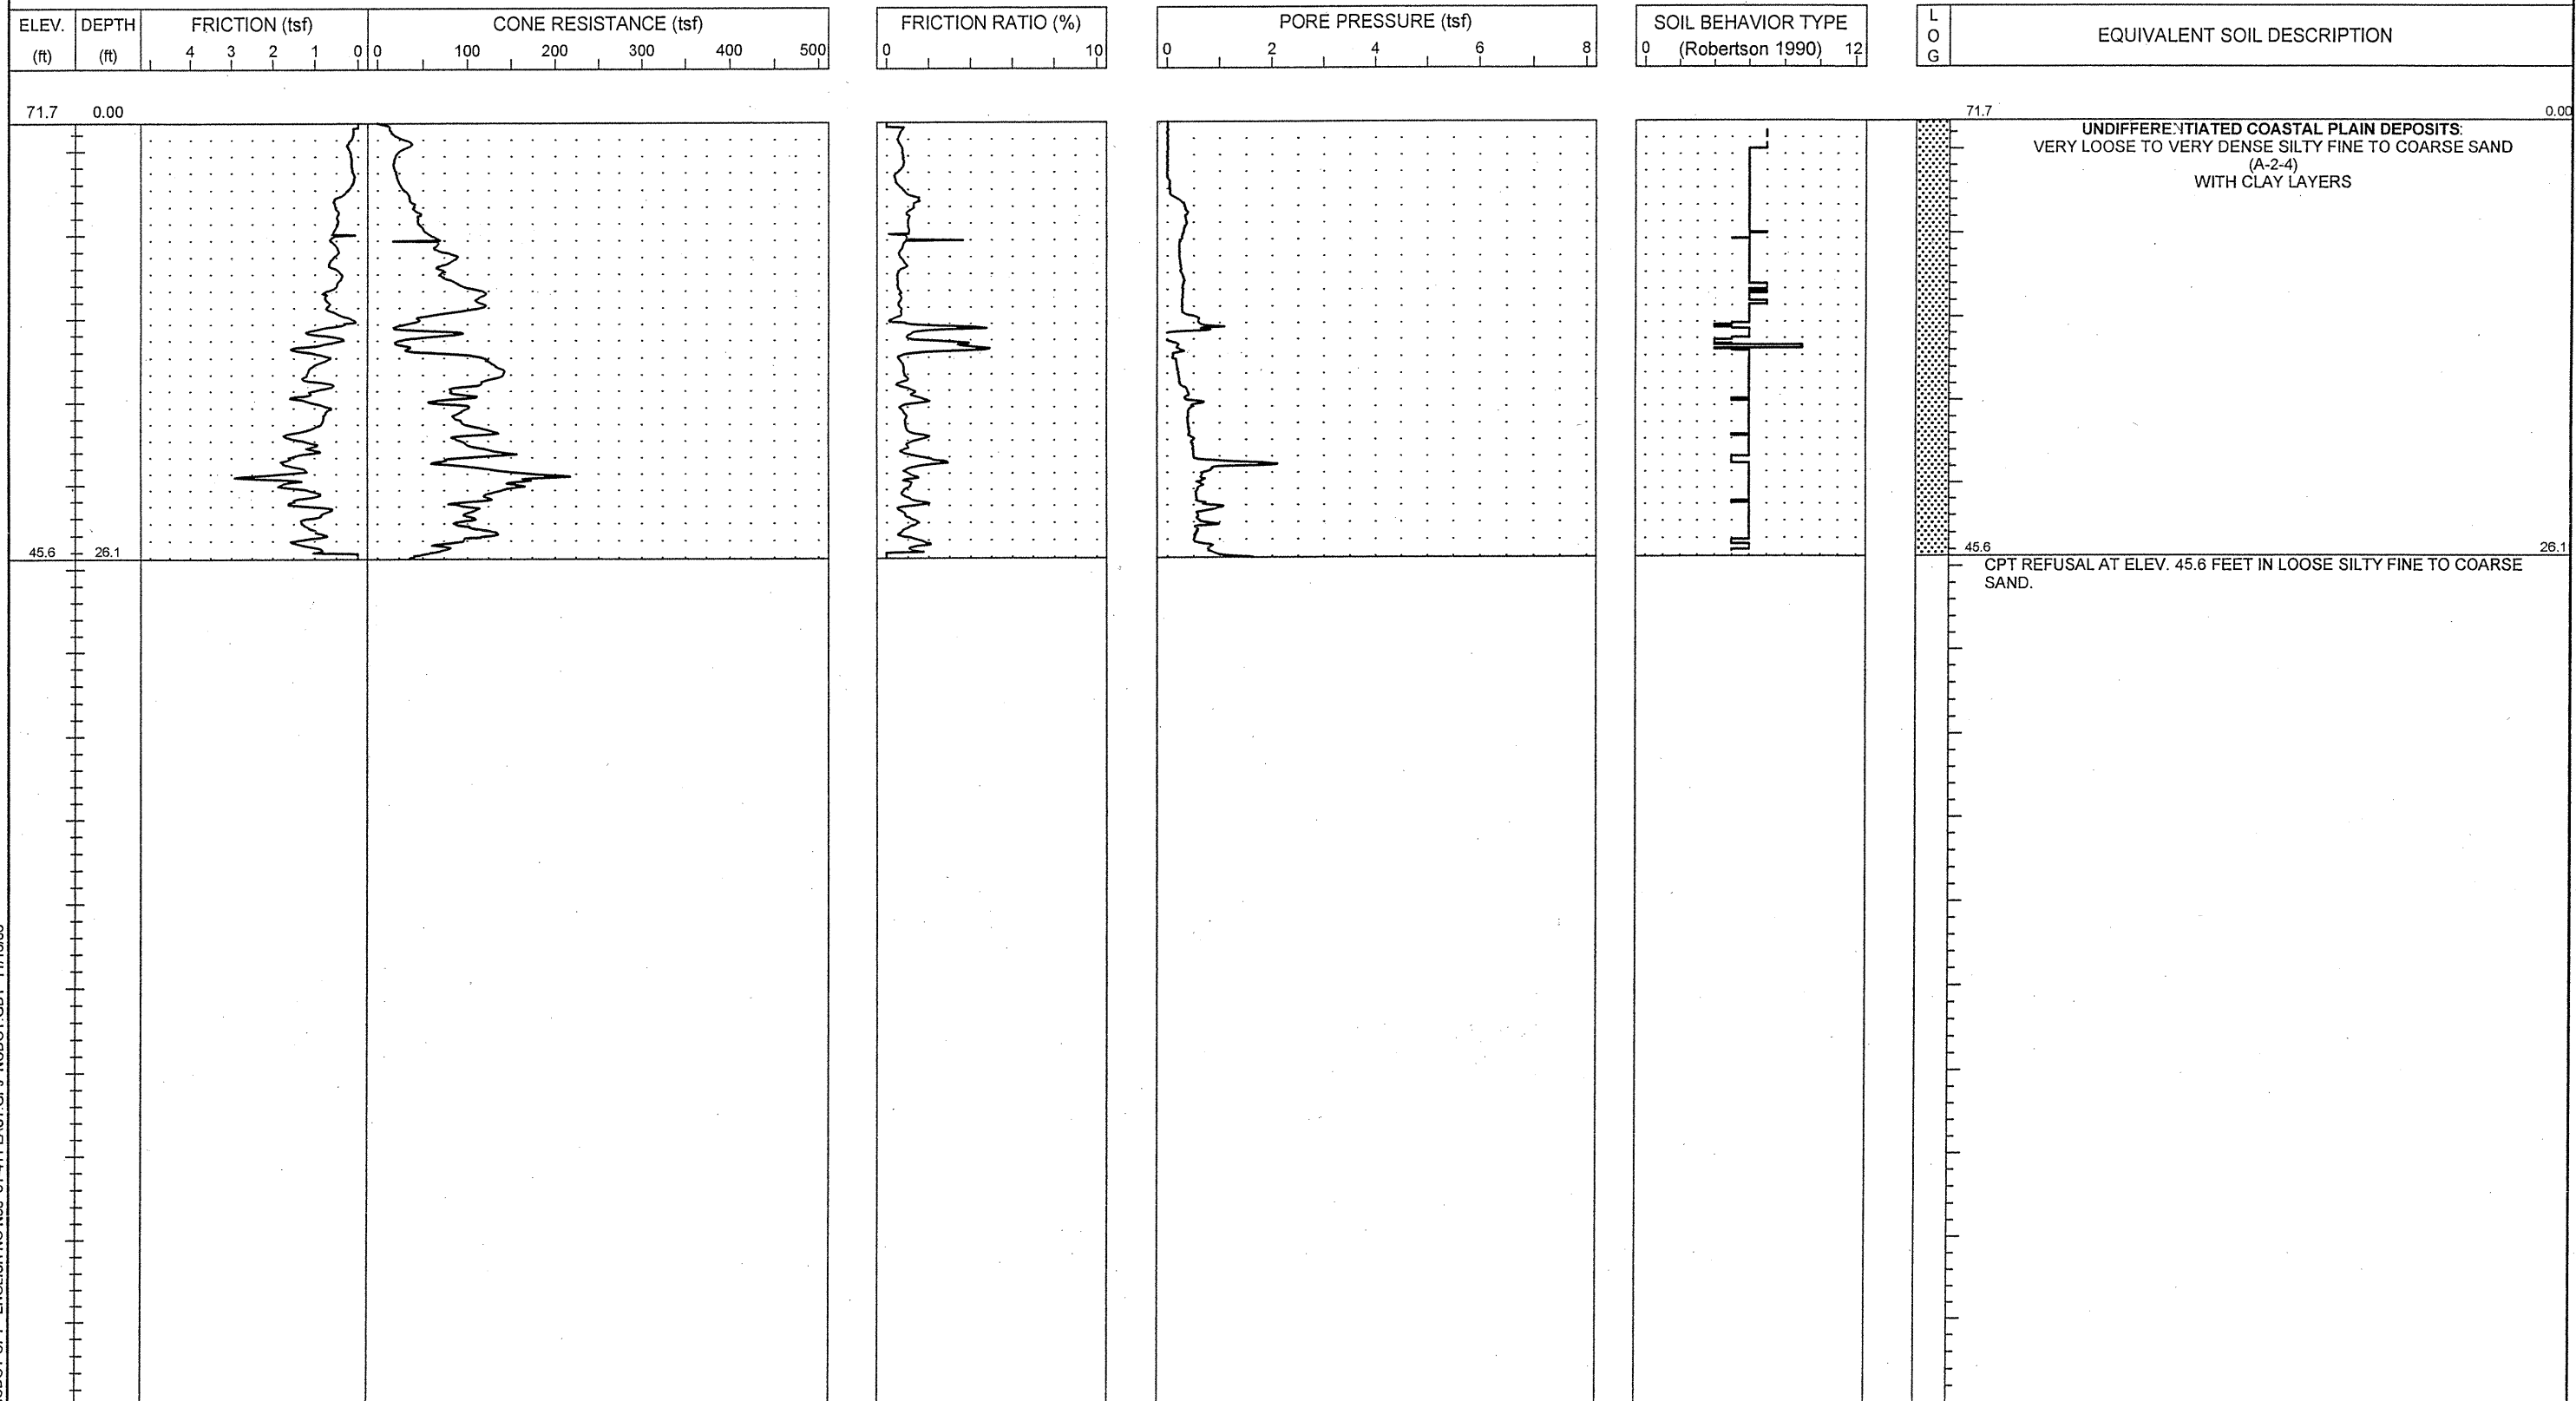 ELEV.
(ft)
DEPTH
(ft)
FRICTION (tsf)
4 3 2 1 0
CONE RESISTANCE (tsf)
0 100 200 300 400 500
FRICTION RATIO (%)
0 10
PORE PRESSURE (tsf)
0 2 4 6 8
SOIL BEHAVIOR TYPE
0 (Robertson 1990) 12
L
O
G
EQUIVALENT SOIL DESCRIPTION
71.7 0.00
71.7 0.00
UNDIFFERENTIATED COASTAL PLAIN DEPOSITS:
VERY LOOSE TO VERY DENSE SILTY FINE TO COARSE SAND
(A-2-4)
WITH CLAY LAYERS
45.6 26.1
45.6 26.1
CPT REFUSAL AT ELEV. 45.6 FEET IN LOOSE SILTY FINE TO COARSE
SAND.